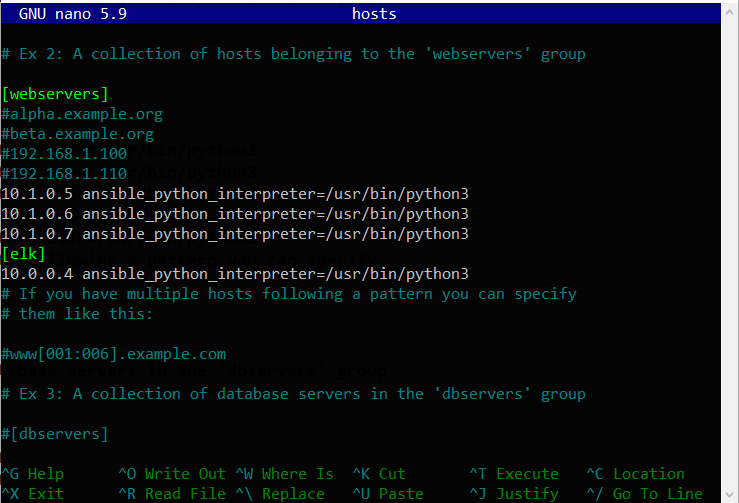 GNU nano 5.9 hosts
# Ex 2: A collection of hosts belonging to the 'webservers' group
[webservers]
#alpha.example.org
#beta.example.org
#192.168.1.100
#192.168.1.110
10.1.0.5 ansible_python_interpreter=/usr/bin/python3
10.1.0.6 ansible_python_interpreter=/usr/bin/python3
10.1.0.7 ansible_python_interpreter=/usr/bin/python3
[elk]
10.0.0.4 ansible_python_interpreter=/usr/bin/python3
# If you have multiple hosts following a pattern you can specify
# them like this:
#www[001:006].example.com
# Ex 3: A collection of database servers in the 'dbservers' group
#[dbservers]
^G Help ^O Write Out ^W Where Is ^K Cut ^T Execute ^C Location
^X Exit ^R Read File ^\ Replace ^U Paste ^J Justify ^/ Go To Line